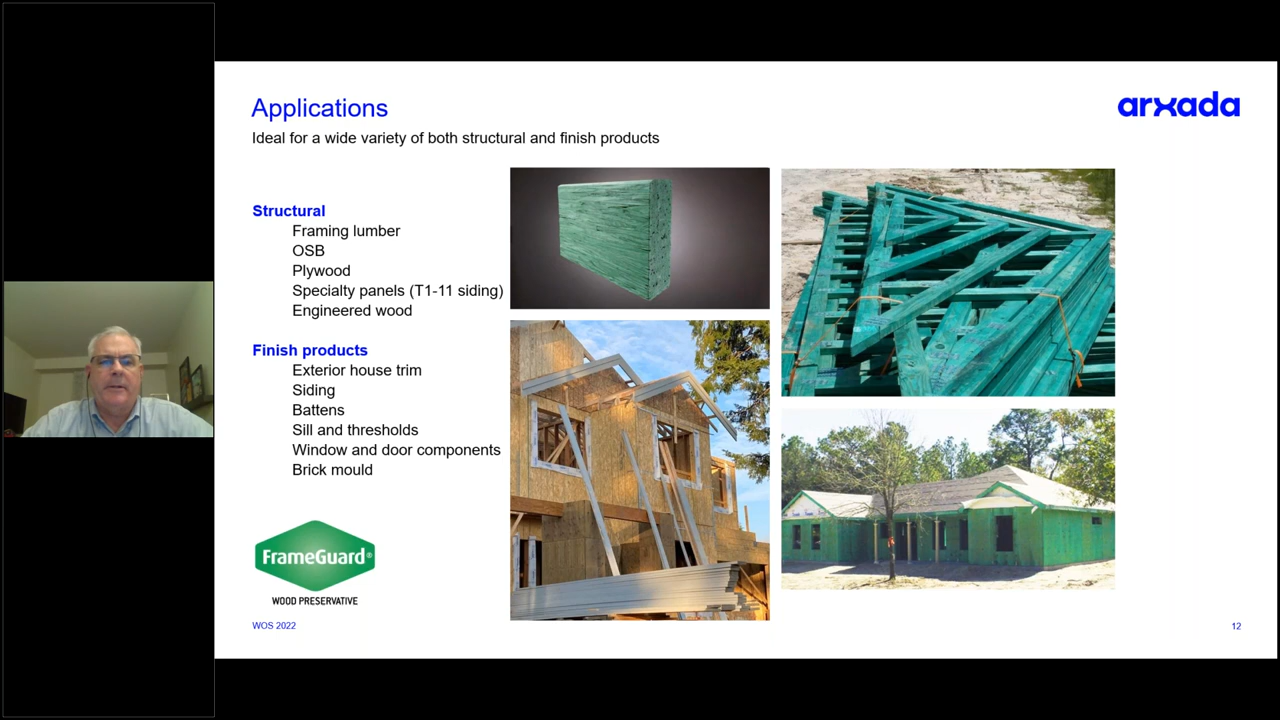 Applications
arxada
Ideal for a wide variety of both structural and finish products
Structural
Framing lumber
OSB
Plywood
Specialty panels (T1-11 siding)
Engineered wood
Finish products
Exterior house trim
Siding
Battens
Sill and thresholds
Window and door components
Brick mould
FrameGuard®
WOOD PRESERVATIVE
WOS 2022
12